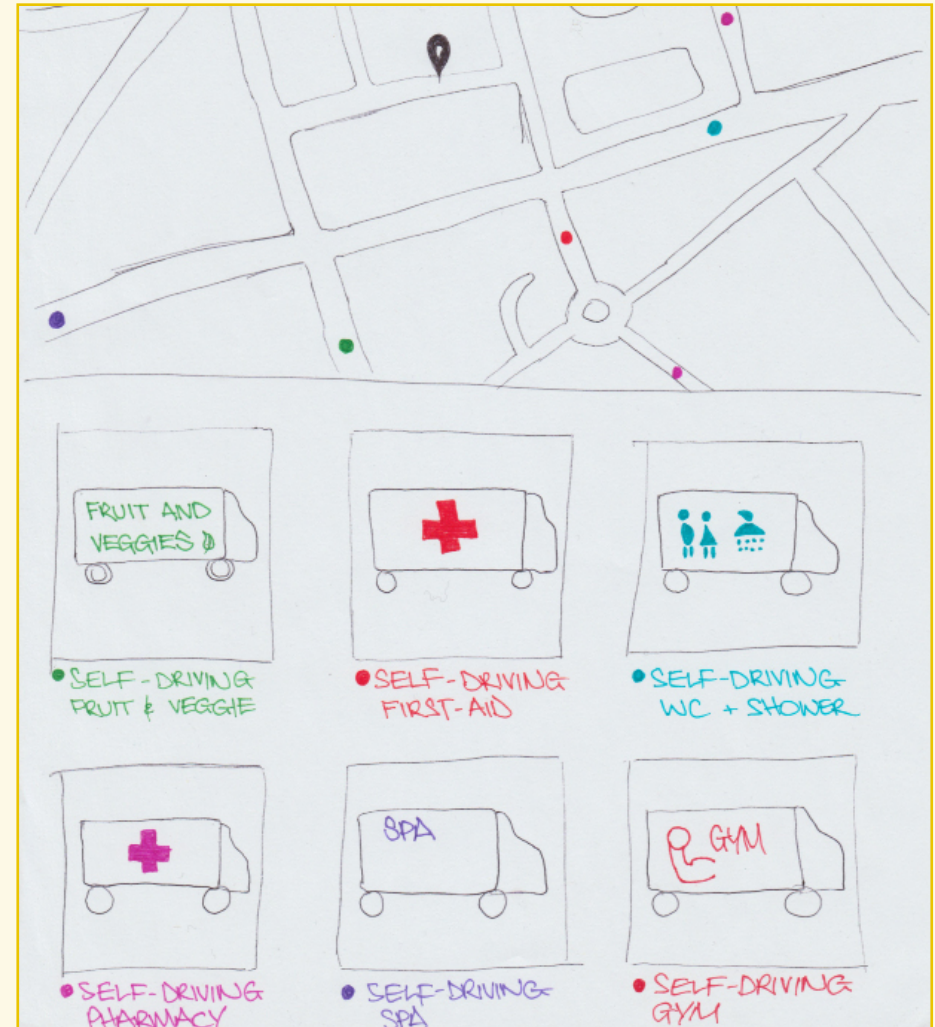 FRUIT AND
VEGGIES
SELF-DRIVING
FRUIT & VEGGIE
SELF-DRIVING
FIRST-AID
SELF-DRIVING
WC + SHOWER
SELF-DRIVING
PHARMACY
SPA
SELF-DRIVING
SPA
GYM
SELF-DRIVING
GYM